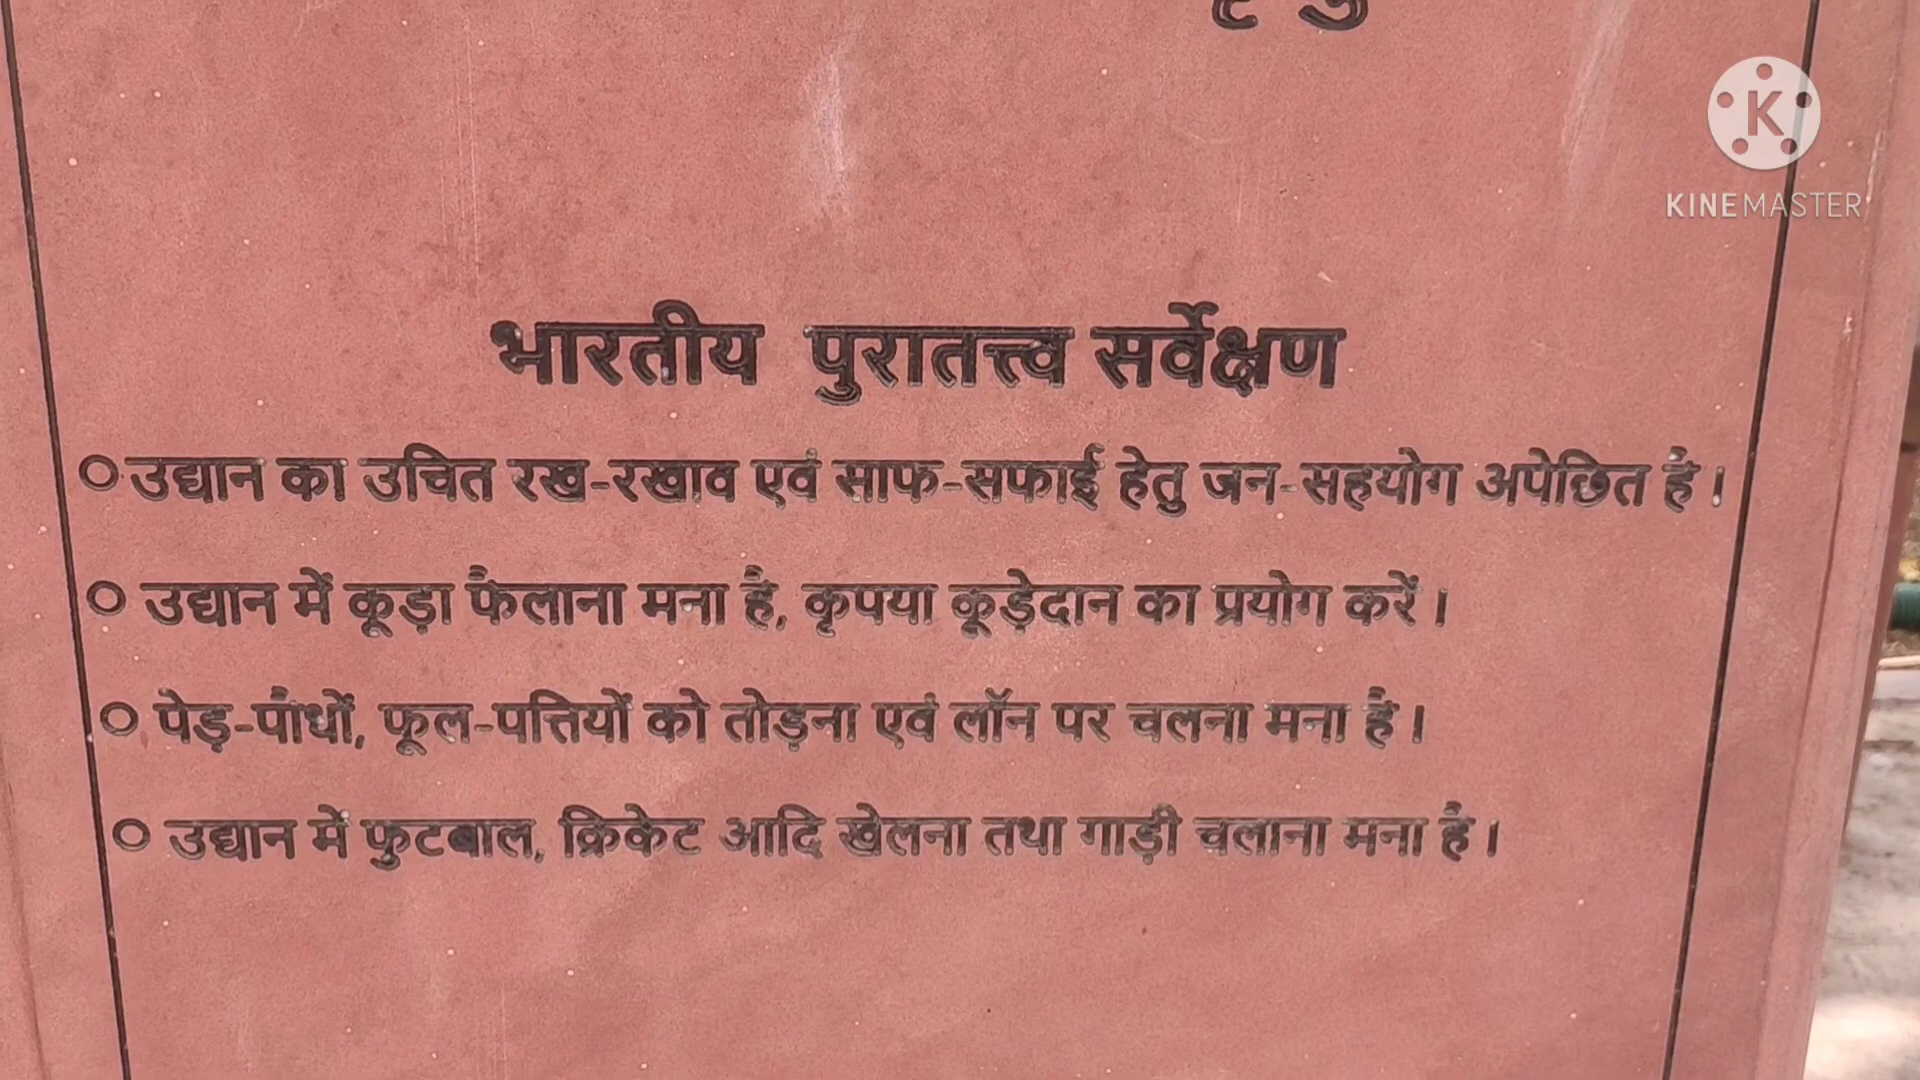 KINEMASTER
भारतीय पुरातत्त्व सर्वेक्षण
उद्यान का उचित रख-रखाव एवं साफ-सफाई हेतु जन-सहयोग अपेछित है।
उद्यान में कूड़ा फैलाना मना है, कृपया कूड़ेदान का प्रयोग करें।
पेड़-पौधों, फूल-पत्तियों को तोड़ना एवं लॉन पर चलना मना है।
उद्यान में फुटबाल, क्रिकेट आदि खेलना तथा गाड़ी चलाना मना है।